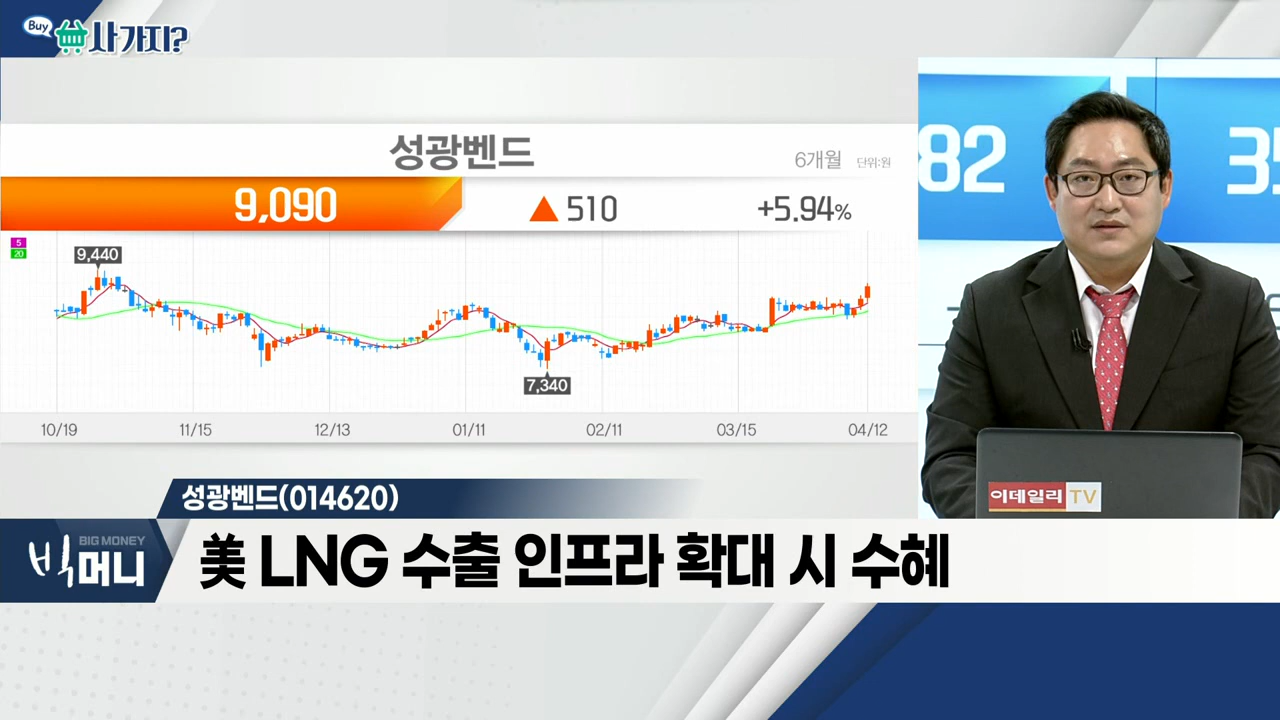 Buy
사가지?
성광벤드
6개월 단위:원
9,090 ▲ 510 +5.94%
5
20
9,440
7,340
10/19 11/15 12/13 01/11 02/11 03/15 04/12
82 35
이데일리 TV
성광벤드(014620)
BIG MONEY
빅머니
美 LNG 수출 인프라 확대 시 수혜